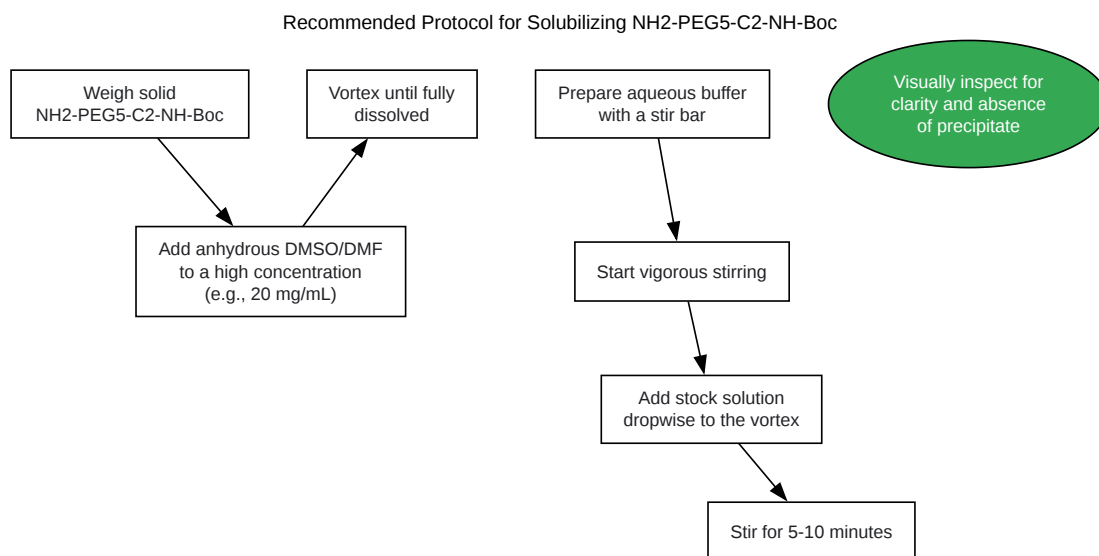 Recommended Protocol for Solubilizing NH2-PEG5-C2-NH-Boc
Weigh solid
NH2-PEG5-C2-NH-Boc
Vortex until fully
dissolved
Prepare aqueous buffer
with a stir bar
Visually inspect for
clarity and absence
of precipitate
Add anhydrous DMSO/DMF
to a high concentration
(e.g., 20 mg/mL)
Start vigorous stirring
Add stock solution
dropwise to the vortex
Stir for 5-10 minutes